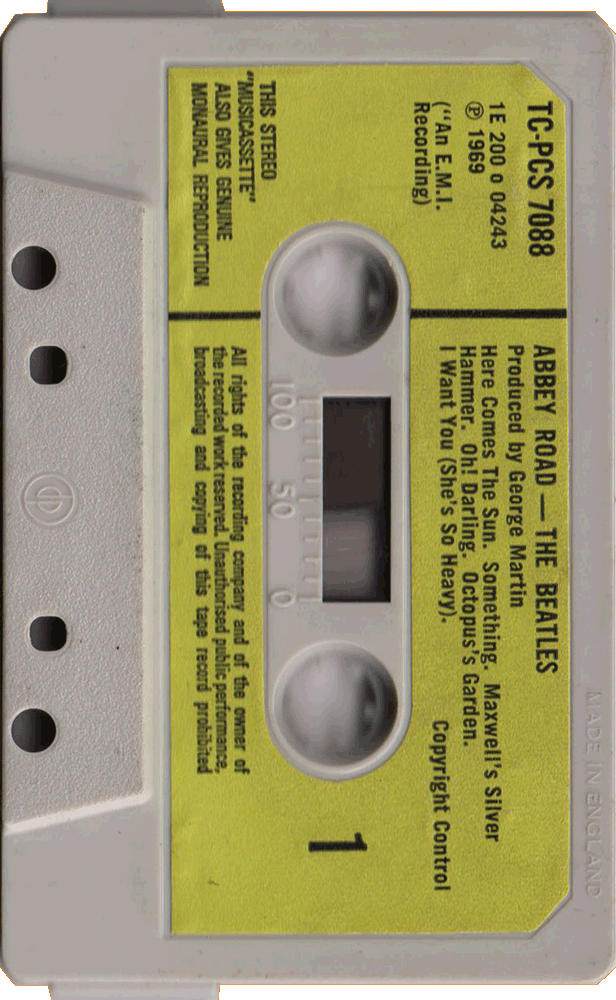 TC-PCS 7088
1E 200 o 04243
℗ 1969
("An E.M.I.
Recording)
ABBEY ROAD — THE BEATLES
Produced by George Martin
Here Comes The Sun. Something. Maxwell's Silver
Hammer. Oh! Darling. Octopus's Garden.
I Want You (She's So Heavy).
Copyright Control
100 50 0
1
THIS STEREO
"MUSICASSETTE"
ALSO GIVES GENUINE
MONAURAL REPRODUCTION
All rights of the recording company and of the owner of
the recorded work reserved. Unauthorised public performance,
broadcasting and copying of this tape record prohibited
MADE IN ENGLAND